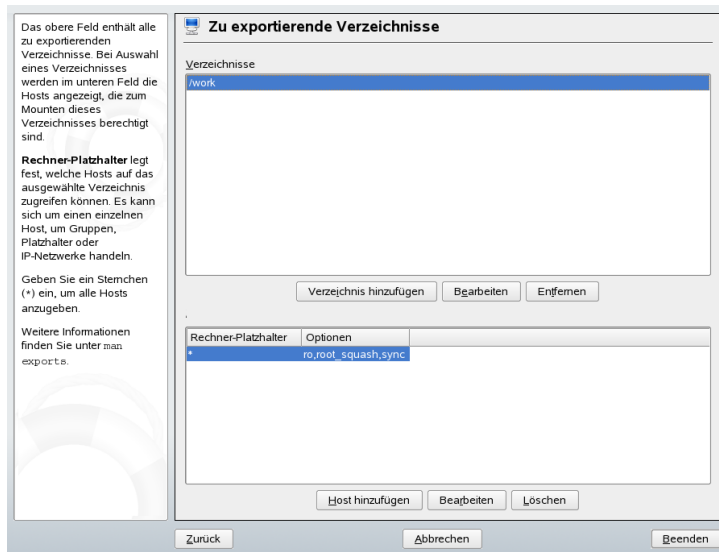 Das obere Feld enthält alle
zu exportierenden
Verzeichnisse. Bei Auswahl
eines Verzeichnisses
werden im unteren Feld die
Hosts angezeigt, die zum
Mounten dieses
Verzeichnisses berechtigt
sind.
Rechner-Platzhalter legt
fest, welche Hosts auf das
ausgewählte Verzeichnis
zugreifen können. Es kann
sich um einen einzelnen
Host, um Gruppen,
Platzhalter oder
IP-Netzwerke handeln.
Geben Sie ein Sternchen
(*) ein, um alle Hosts
anzugeben.
Weitere Informationen
finden Sie unter man
exports.
Zu exportierende Verzeichnisse
Verzeichnisse
/work
Verzeichnis hinzufügen Bearbeiten Entfernen
Rechner-Platzhalter Optionen
* ro,root_squash,sync
Host hinzufügen Bearbeiten Löschen
Zurück Abbrechen Beenden